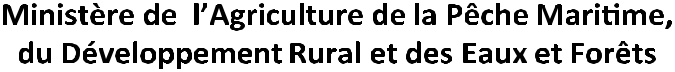 Ministère de l’Agriculture de la Pêche Maritime,
du Développement Rural et des Eaux et Forêts